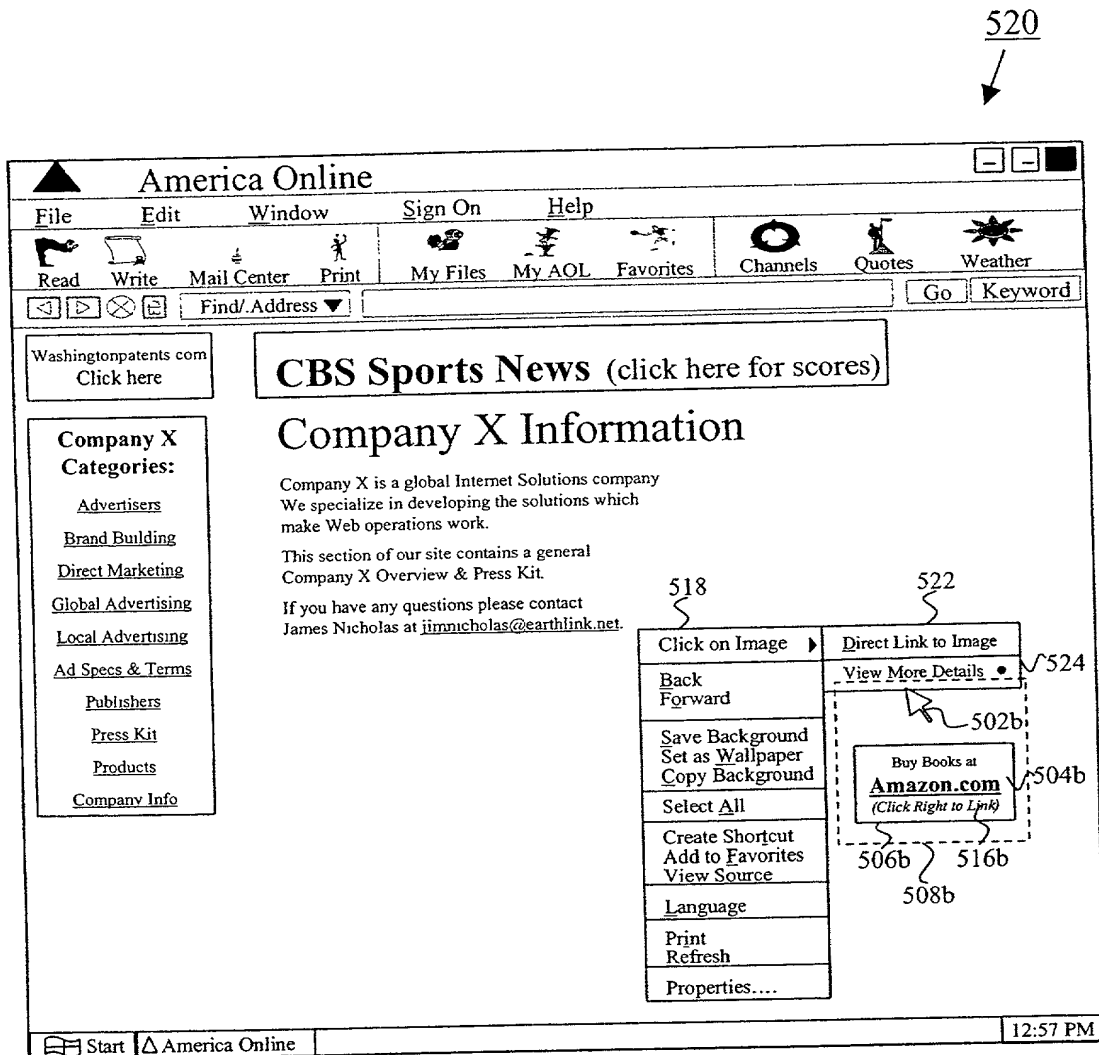 520
America Online
File Edit Window Sign On Help
Read Write Mail Center Print My Files My AOL Favorites Channels Quotes Weather
Find/.Address Go Keyword
Washingtonpatents com
Click here
CBS Sports News (click here for scores)
Company X
Categories:
Advertisers
Brand Building
Direct Marketing
Global Advertising
Local Advertising
Ad Specs & Terms
Publishers
Press Kit
Products
Company Info
Company X Information
Company X is a global Internet Solutions company
We specialize in developing the solutions which
make Web operations work.
This section of our site contains a general
Company X Overview & Press Kit.
If you have any questions please contact
James Nicholas at jimnicholas@earthlink.net.
518
522
Click on Image
Direct Link to Image
View More Details
524
Back
Forward
502b
Save Background
Set as Wallpaper
Copy Background
Buy Books at
Amazon.com
(Click Right to Link)
504b
Select All
Create Shortcut
Add to Favorites
View Source
506b
516b
508b
Language
Print
Refresh
Properties....
Start America Online 12:57 PM